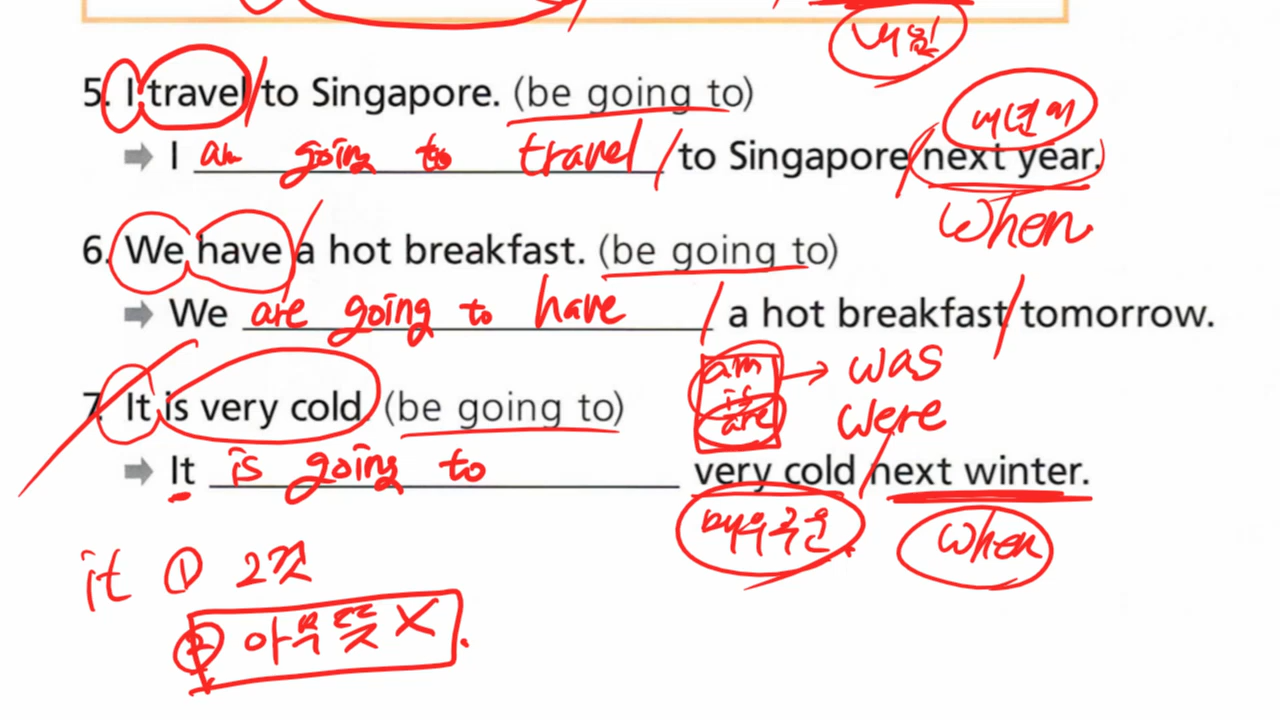 내일
5. I travel to Singapore. (be going to)
내년에
➡ I am going to travel to Singapore next year.
When
6. We have a hot breakfast. (be going to)
➡ We are going to have a hot breakfast tomorrow.
am → was
is
are were
7. It is very cold. (be going to)
➡ It is going to very cold next winter.
매우 추운 when
it ① 그것
② 아무 뜻 X.